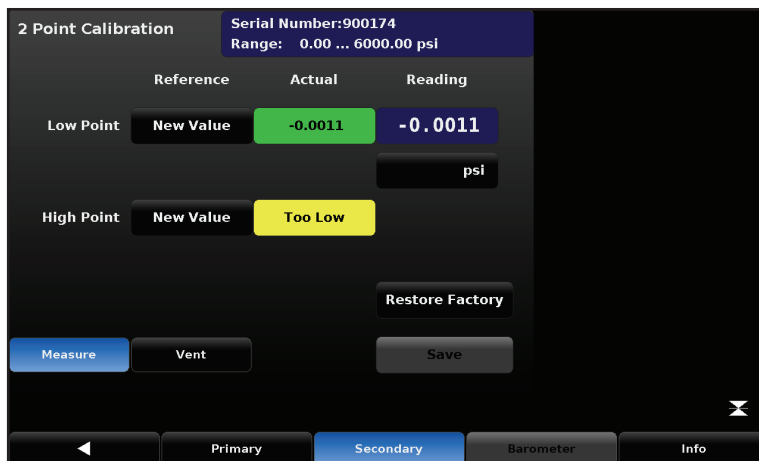 2 Point Calibration
Serial Number:900174
Range: 0.00 ... 6000.00 psi
Reference Actual Reading
Low Point New Value -0.0011 -0.0011
psi
High Point New Value Too Low
Restore Factory
Measure Vent Save
Primary Secondary Barometer Info